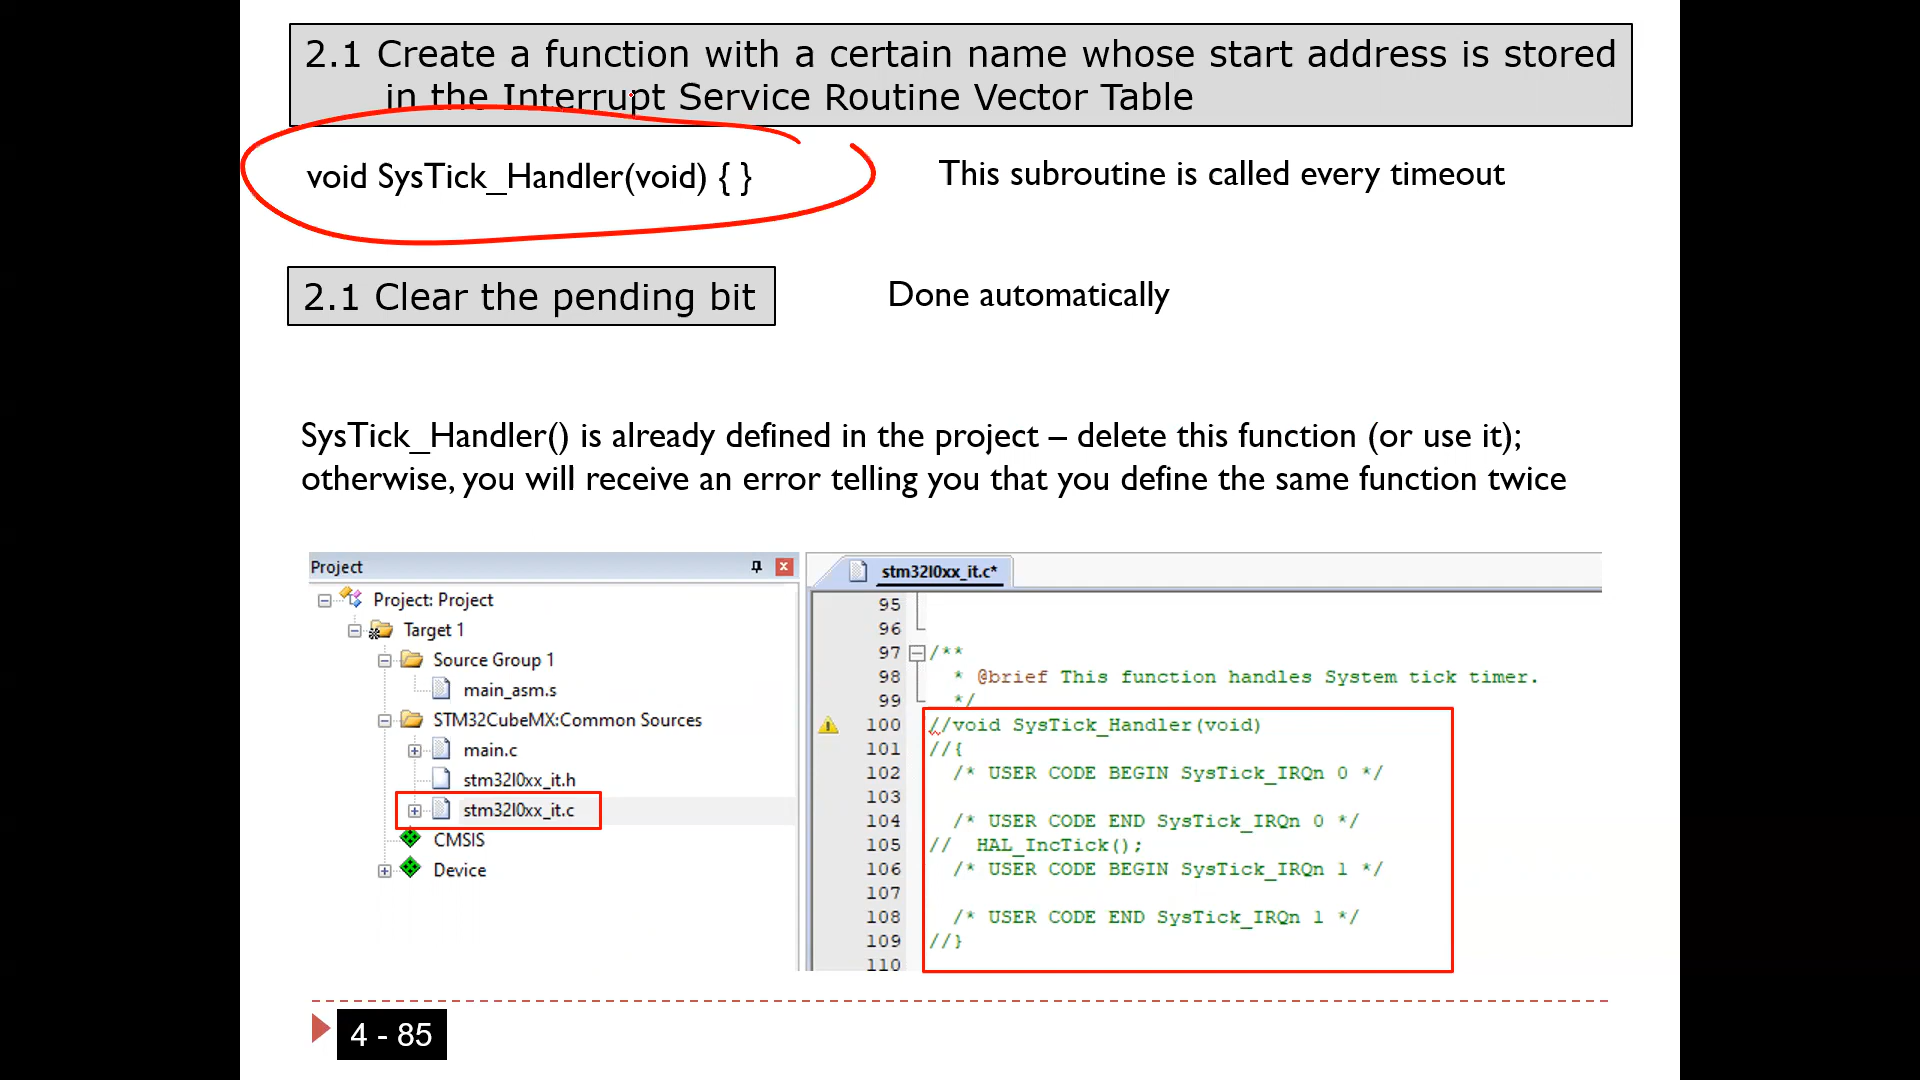 2.1 Create a function with a certain name whose start address is stored
in the Interrupt Service Routine Vector Table
void SysTick_Handler(void) { }
This subroutine is called every timeout
2.1 Clear the pending bit
Done automatically
SysTick_Handler() is already defined in the project – delete this function (or use it);
otherwise, you will receive an error telling you that you define the same function twice
Project
Project: Project
Target 1
Source Group 1
main_asm.s
STM32CubeMX:Common Sources
main.c
stm32l0xx_it.h
stm32l0xx_it.c
CMSIS
Device
stm32l0xx_it.c*
95
96
97 /**
98 * @brief This function handles System tick timer.
99 */
100 //void SysTick_Handler(void)
101 //{
102 /* USER CODE BEGIN SysTick_IRQn 0 */
103
104 /* USER CODE END SysTick_IRQn 0 */
105 // HAL_IncTick();
106 /* USER CODE BEGIN SysTick_IRQn 1 */
107
108 /* USER CODE END SysTick_IRQn 1 */
109 //}
110
4 - 85